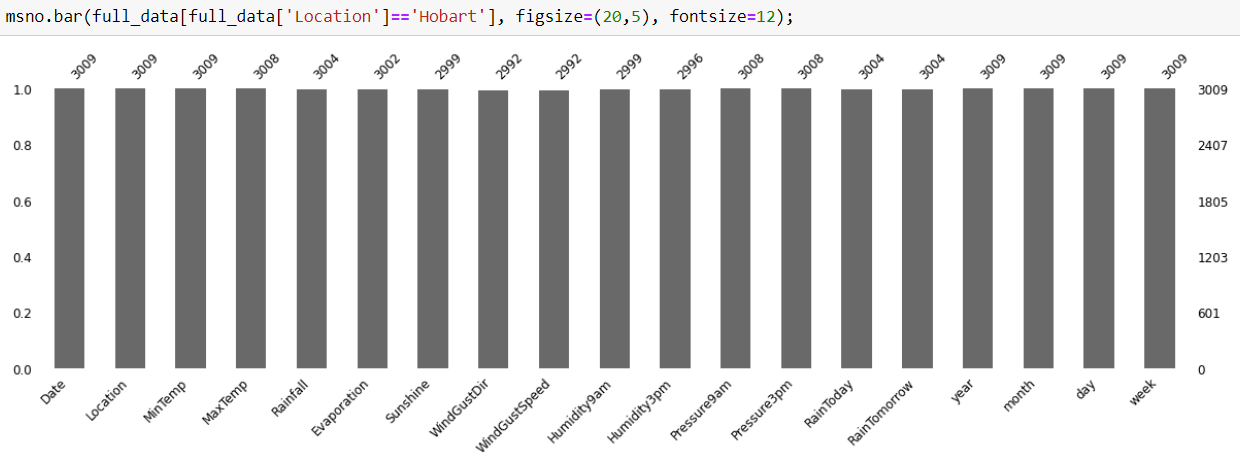 msno.bar(full_data[full_data['Location']=='Hobart'], figsize=(20,5), fontsize=12);
3009 3009 3009 3008 3004 3002 2999 2992 2992 2999 2996 3008 3008 3004 3004 3009 3009 3009 3009
1.0 3009
0.8 2407
0.6 1805
0.4 1203
0.2 601
0.0 0
Date Location MinTemp MaxTemp Rainfall Evaporation Sunshine WindGustDir WindGustSpeed Humidity9am Humidity3pm Pressure9am Pressure3pm RainToday RainTomorrow year month day week